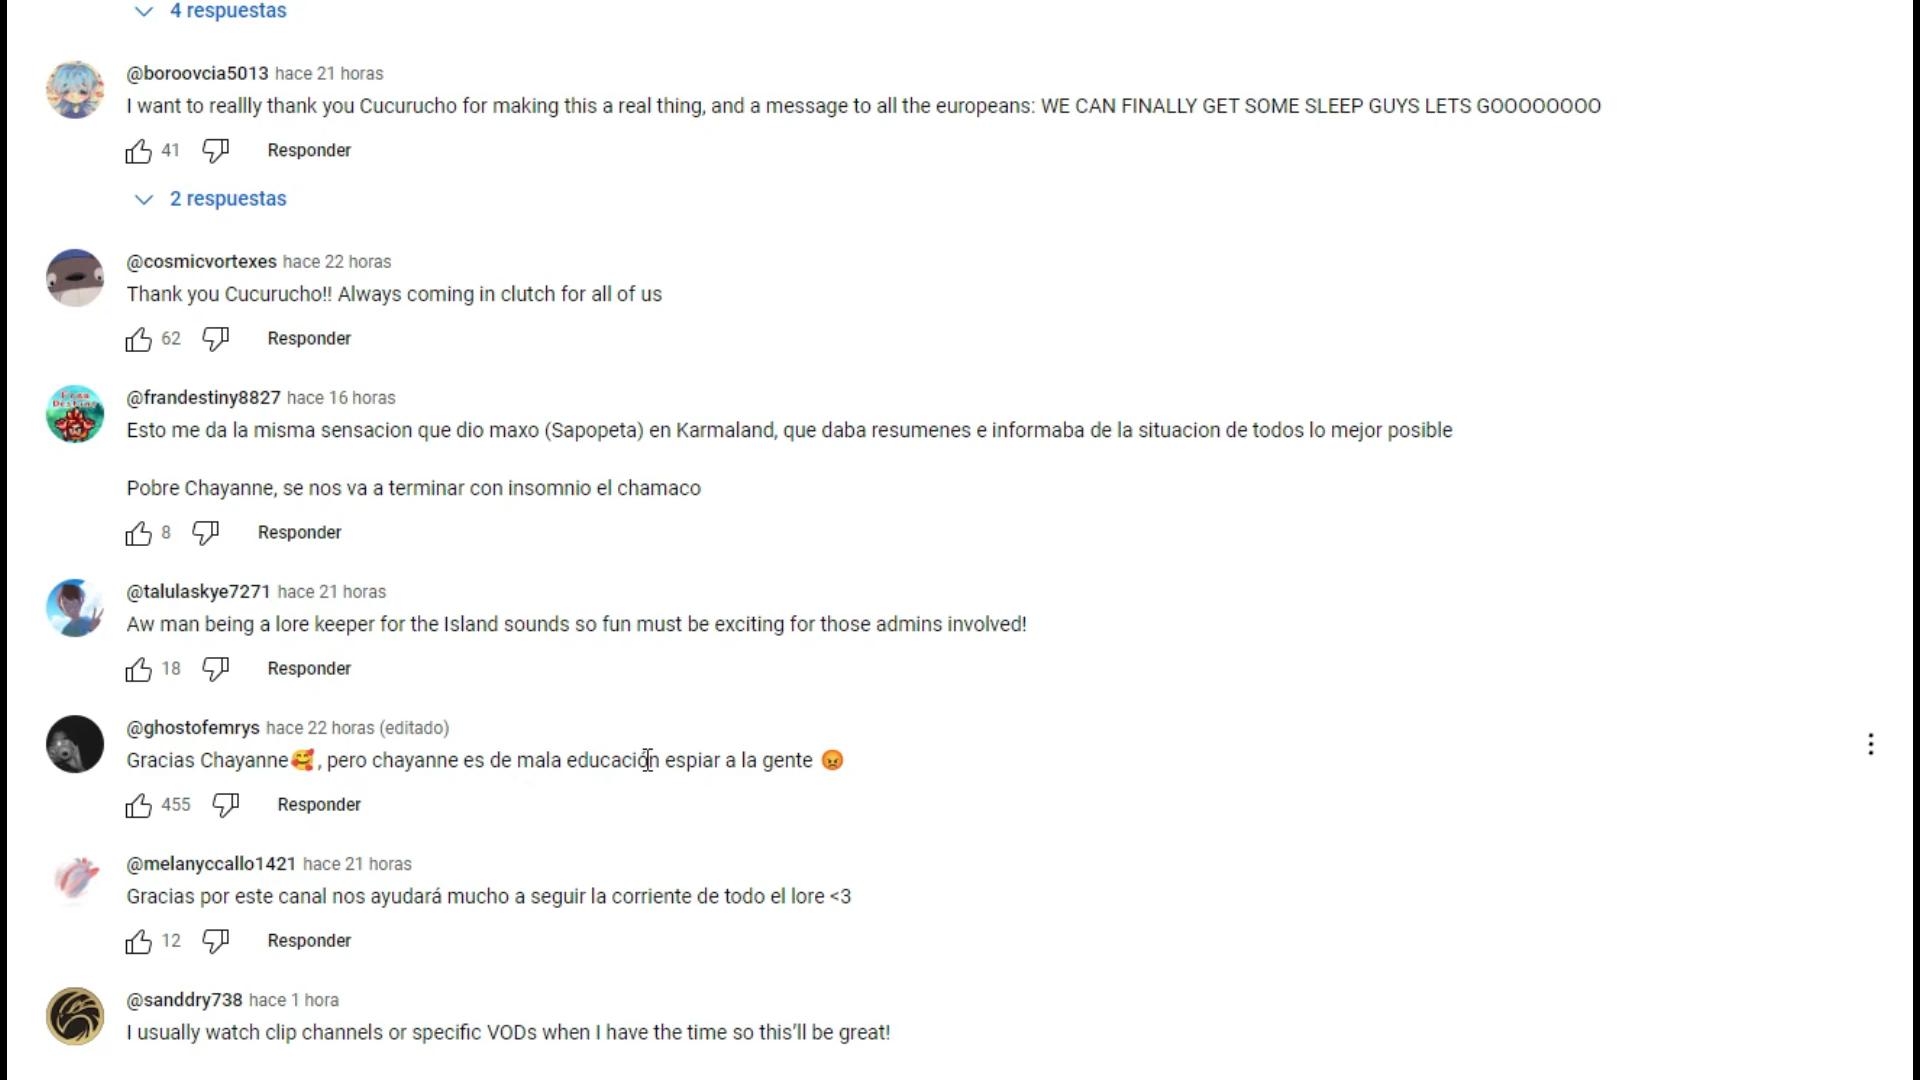 4 respuestas
@boroovcia5013 hace 21 horas
I want to reallly thank you Cucurucho for making this a real thing, and a message to all the europeans: WE CAN FINALLY GET SOME SLEEP GUYS LETS GOOOOOOOO
41 Responder
2 respuestas
@cosmicvortexes hace 22 horas
Thank you Cucurucho!! Always coming in clutch for all of us
62 Responder
@frandestiny8827 hace 16 horas
Esto me da la misma sensacion que dio maxo (Sapopeta) en Karmaland, que daba resumenes e informaba de la situacion de todos lo mejor posible
Pobre Chayanne, se nos va a terminar con insomnio el chamaco
8 Responder
@talulaskye7271 hace 21 horas
Aw man being a lore keeper for the Island sounds so fun must be exciting for those admins involved!
18 Responder
@ghostofemrys hace 22 horas (editado)
Gracias Chayanne🥰, pero chayanne es de mala educación espiar a la gente 😡
455 Responder
@melanyccallo1421 hace 21 horas
Gracias por este canal nos ayudará mucho a seguir la corriente de todo el lore <3
12 Responder
@sanddry738 hace 1 hora
I usually watch clip channels or specific VODs when I have the time so this'll be great!